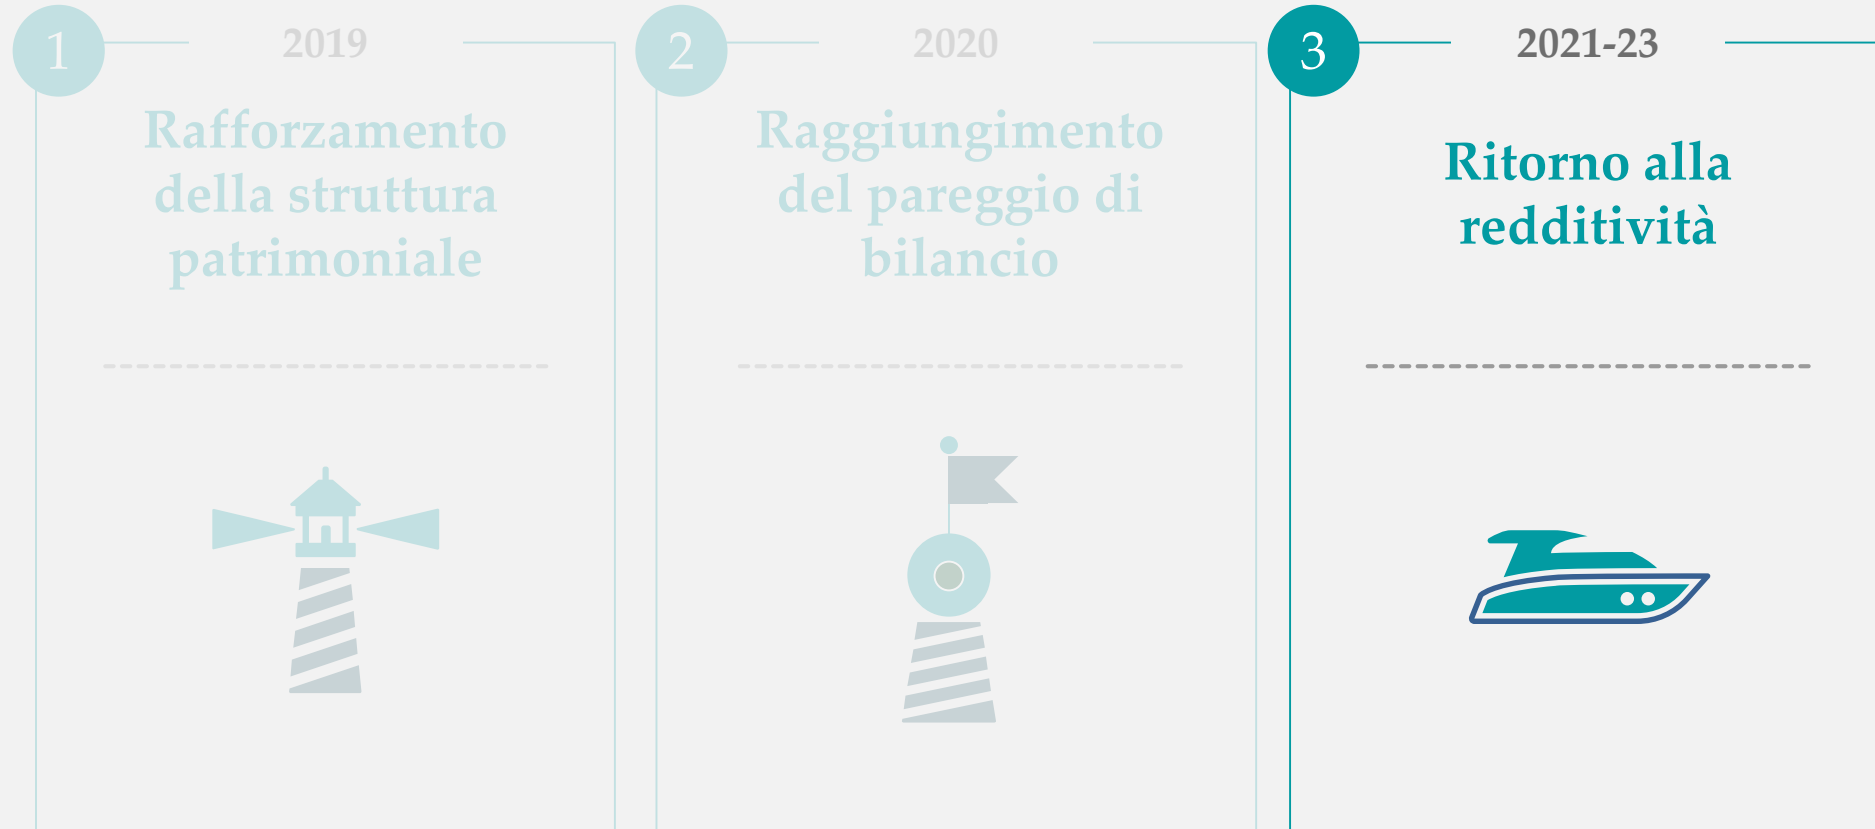 1
2019
Rafforzamento
della struttura
patrimoniale
2
2020
Raggiungimento
del pareggio di
bilancio
3
2021-23
Ritorno alla
redditività